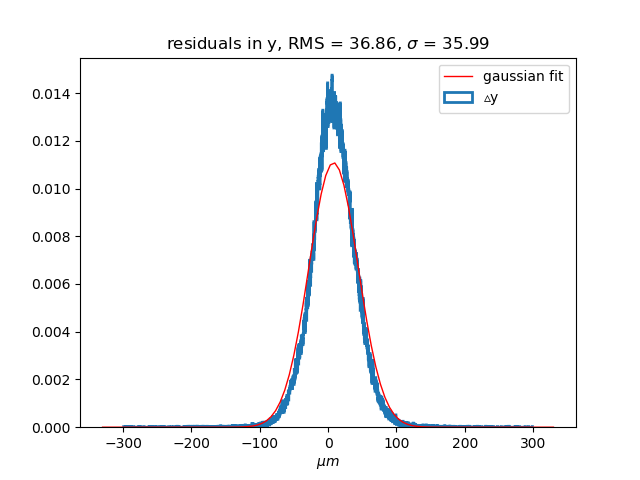 residuals in y, RMS = 36.86, σ = 35.99
gaussian fit
△y
0.014
0.012
0.010
0.008
0.006
0.004
0.002
0.000
−300 −200 −100 0 100 200 300
μm